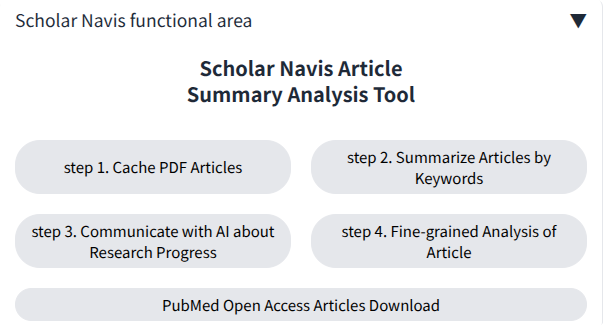 Scholar Navis functional area ▼
Scholar Navis Article
Summary Analysis Tool
step 1. Cache PDF Articles
step 2. Summarize Articles by
Keywords
step 3. Communicate with AI about
Research Progress
step 4. Fine-grained Analysis of
Article
PubMed Open Access Articles Download